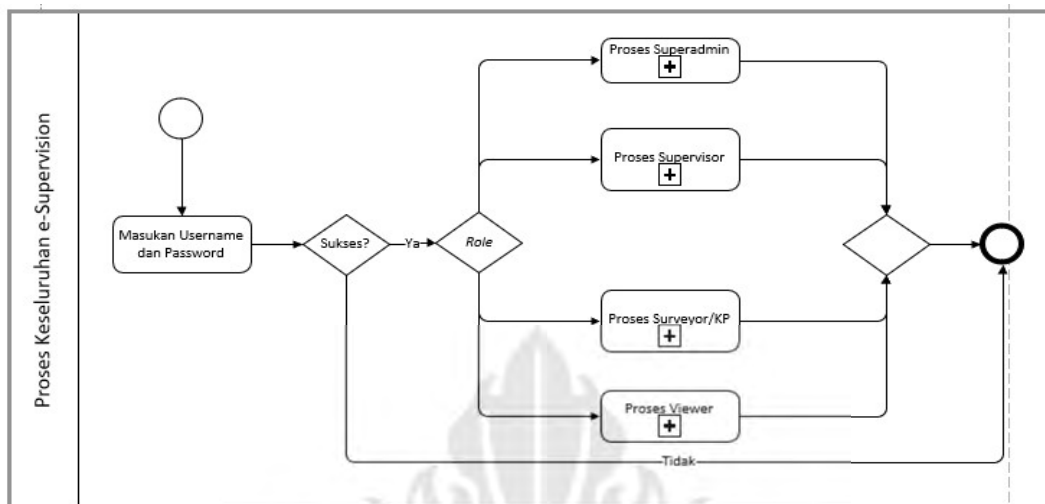 Proses Keseluruhan e-Supervision
Masukan Username
dan Password
Sukses?
Ya
Role
Proses Superadmin
Proses Supervisor
Proses Surveyor/KP
Proses Viewer
Tidak